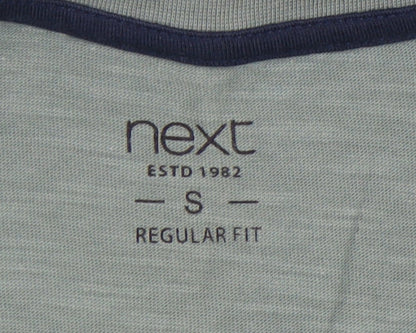 next
ESTD 1982
— S —
REGULAR FIT